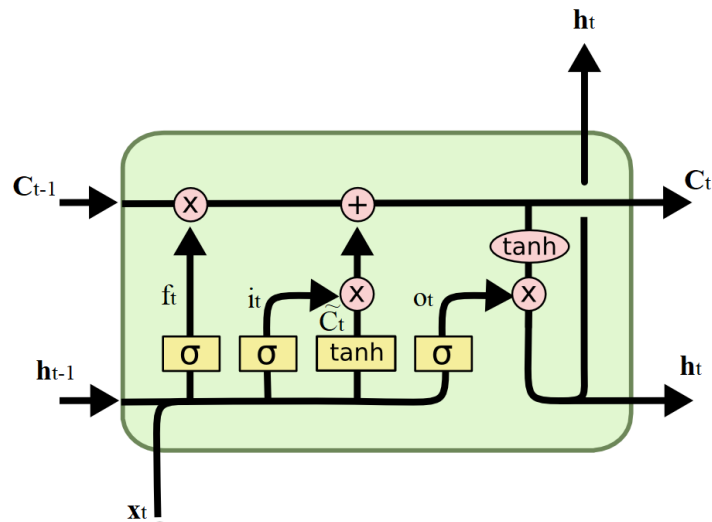 ht
Ct-1
Ct
x
+
tanh
ft
it
x
ot
x
C̃t
σ
σ
tanh
σ
ht-1
ht
xt